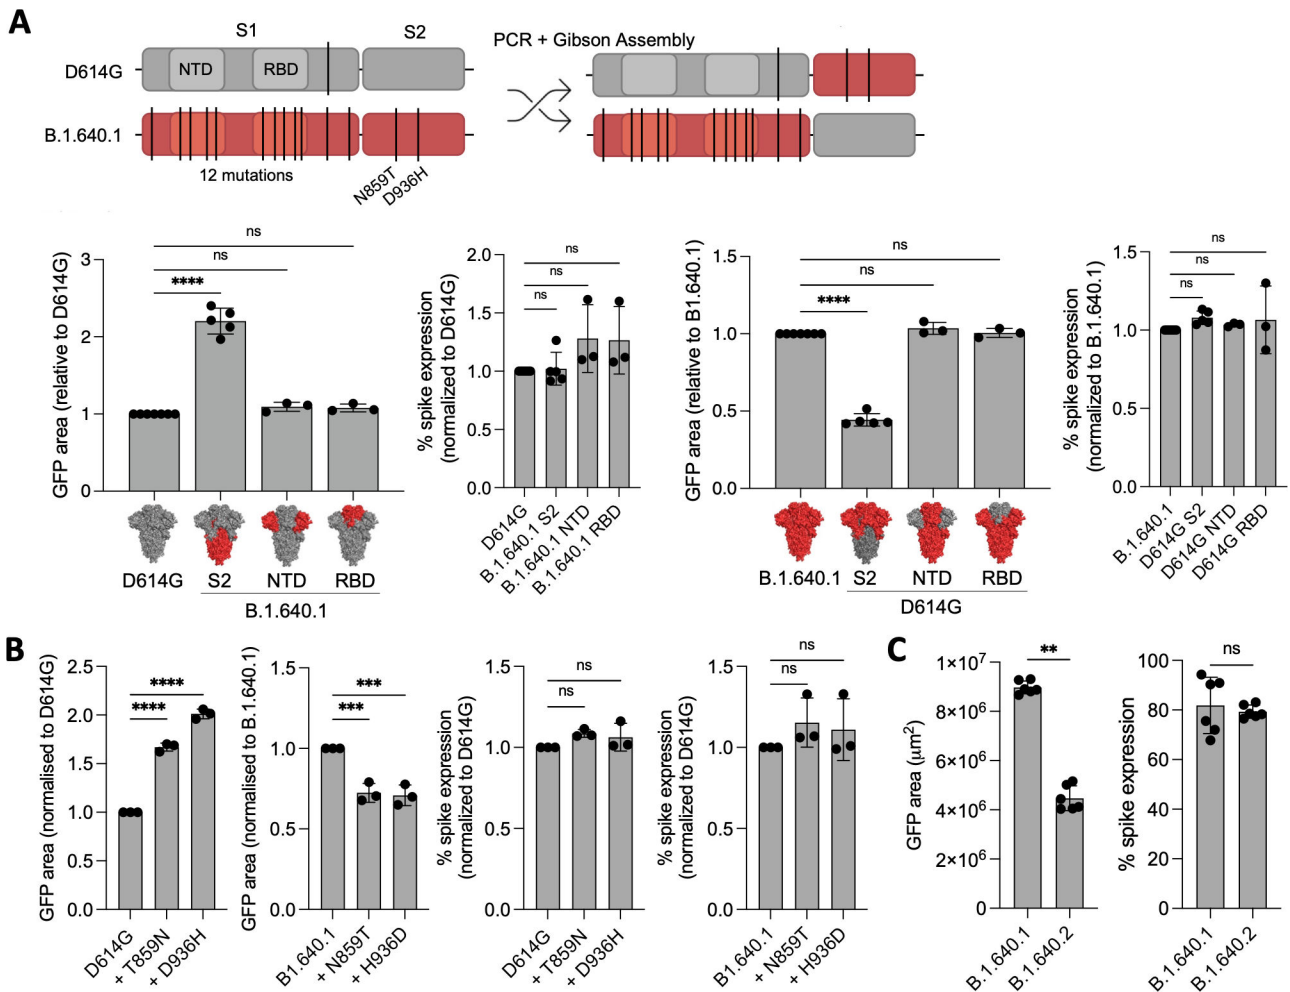 A
S1
S2
PCR + Gibson Assembly
D614G
NTD
RBD
B.1.640.1
12 mutations
N859T
D936H
GFP area (relative to D614G)
3
2
1
0
ns
ns
****
D614G
S2
NTD
RBD
B.1.640.1
% spike expression
(normalized to D614G)
2.0
1.5
1.0
0.5
0.0
ns
ns
ns
D614G
B.1.640.1 S2
B.1.640.1 NTD
B.1.640.1 RBD
GFP area (relative to B1.640.1)
1.5
1.0
0.5
0.0
ns
ns
****
B.1.640.1
S2
NTD
RBD
D614G
% spike expression
(normalized to B.1.640.1)
1.5
1.0
0.5
0.0
ns
ns
ns
B.1.640.1
D614G S2
D614G NTD
D614G RBD
B
GFP area (normalised to D614G)
2.5
2.0
1.5
1.0
0.5
0.0
****
****
D614G
+ T859N
+ D936H
GFP area (normalised to B.1.640.1)
1.5
1.0
0.5
0.0
***
***
B1.640.1
+ N859T
+ H936D
% spike expression
(normalized to D614G)
1.5
1.0
0.5
0.0
ns
ns
D614G
+ T859N
+ D936H
% spike expression
(normalized to D614G)
1.5
1.0
0.5
0.0
ns
ns
B1.640.1
+ N859T
+ H936D
C
GFP area (µm²)
1×10⁷
8×10⁶
6×10⁶
4×10⁶
2×10⁶
0
**
B.1.640.1
B.1.640.2
% spike expression
100
80
60
40
20
0
ns
B.1.640.1
B.1.640.2